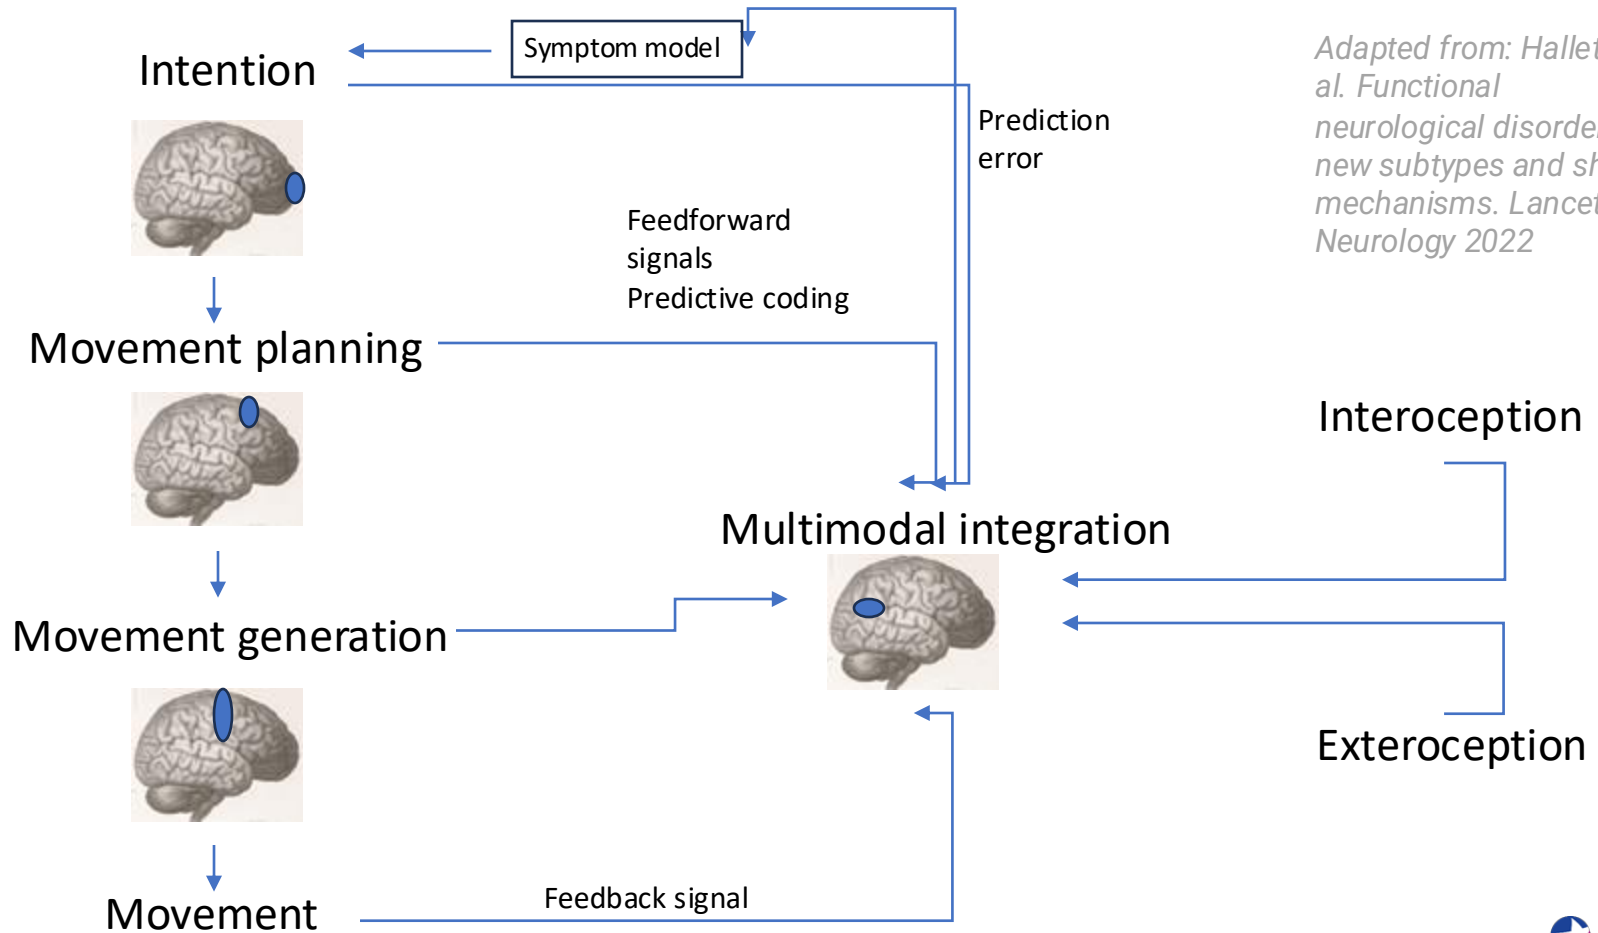 Symptom model
Intention
Adapted from: Hallet
al. Functional
neurological disorde
new subtypes and sh
mechanisms. Lancet
Neurology 2022
Prediction
error
Feedforward
signals
Predictive coding
Movement planning
Interoception
Multimodal integration
Movement generation
Exteroception
Feedback signal
Movement